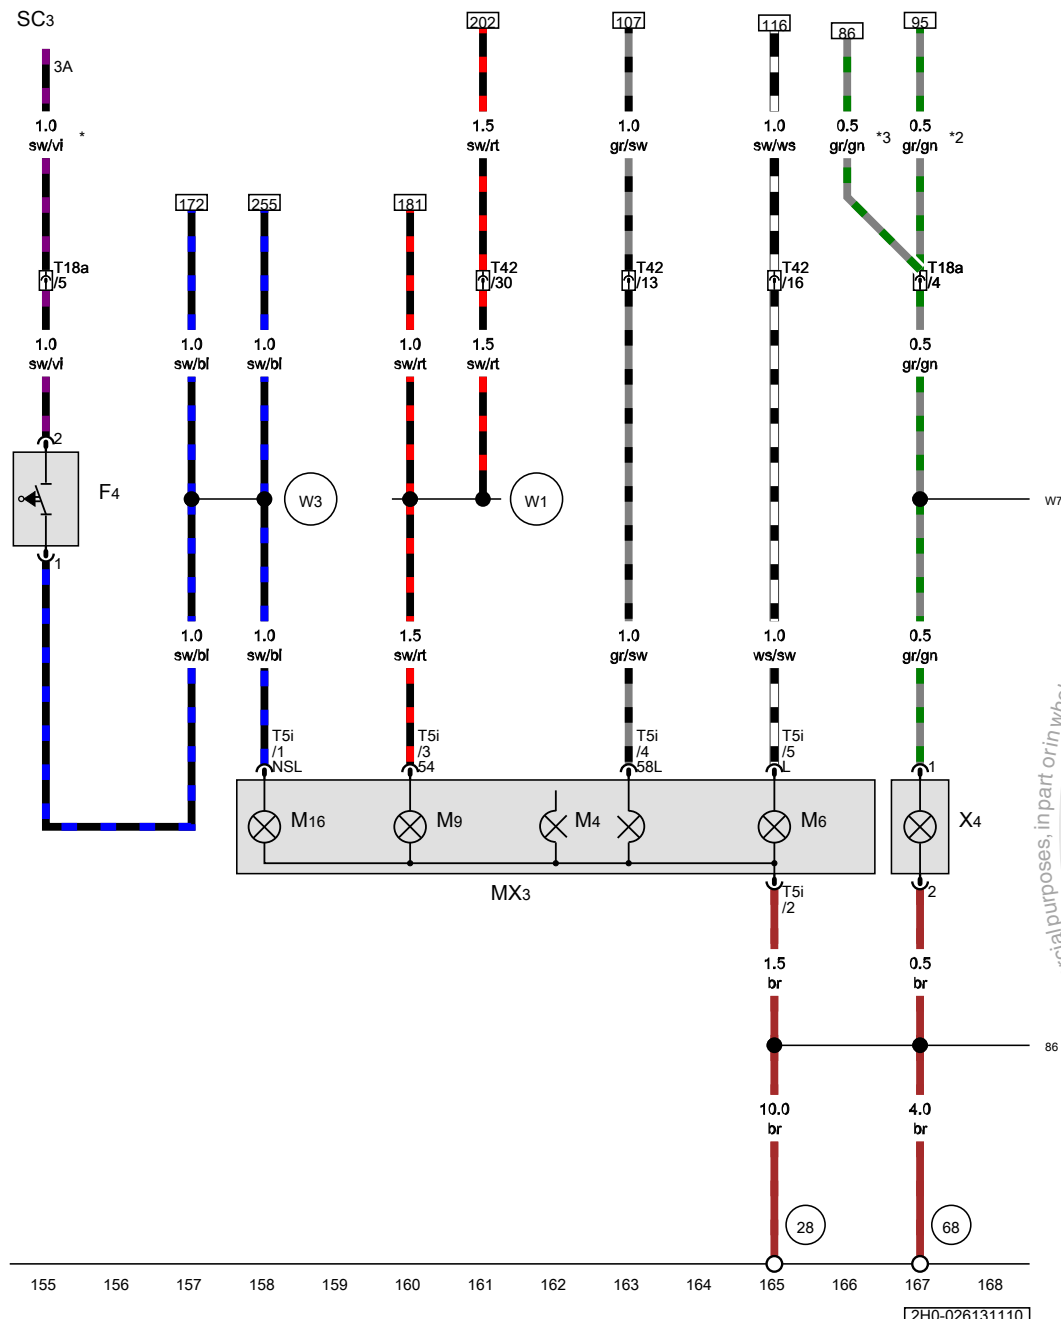 SC3
202
107
116
86
95
3A
1.0
sw/vi
*
1.5
sw/rt
1.0
gr/sw
1.0
sw/ws
0.5
gr/gn
*3
0.5
gr/gn
*2
172
255
181
T18a
/5
T42
/30
T42
/13
T42
/16
T18a
/4
1.0
sw/vi
1.0
sw/bl
1.0
sw/bl
1.0
sw/rt
1.5
sw/rt
0.5
gr/gn
2
F4
W3
W1
W7
1
1.0
sw/bl
1.0
sw/bl
1.5
sw/rt
1.0
gr/sw
1.0
ws/sw
0.5
gr/gn
T5i
/1
NSL
T5i
/3
54
T5i
/4
58L
T5i
/5
L
1
M16
M9
M4
M6
X4
MX3
T5i
/2
2
1.5
br
0.5
br
86
10.0
br
4.0
br
28
68
155 156 157 158 159 160 161 162 163 164 165 166 167 168
2H0-026131110
rcial purposes, in part or in whol